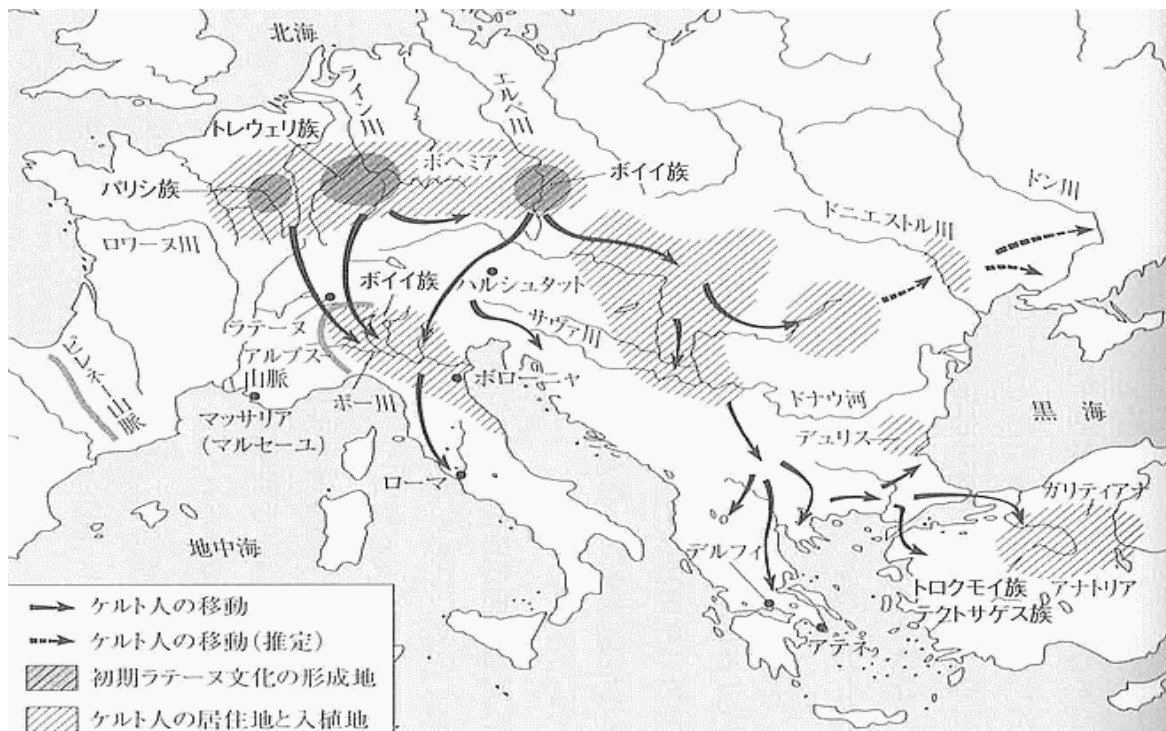 北海
ライン川
エルベ川
トレウェリ族
ボヘミア
ボイイ族
パリシ族
ドン川
ドニエストル川
ロワーヌ川
ボイイ族
ハルシュタット
ラテーヌ
サヴァ川
アルプス
山脈
ボローニャ
ピレネー山脈
ポー川
ドナウ河
黒海
マッサリア
(マルセーユ)
デュリス
ローマ
ガリティアナ
地中海
デルフィ
トロクモイ族
アナトリア
テクトサゲス族
アテネ
ケルト人の移動
ケルト人の移動(推定)
初期ラテーヌ文化の形成地
ケルト人の居住地と入植地